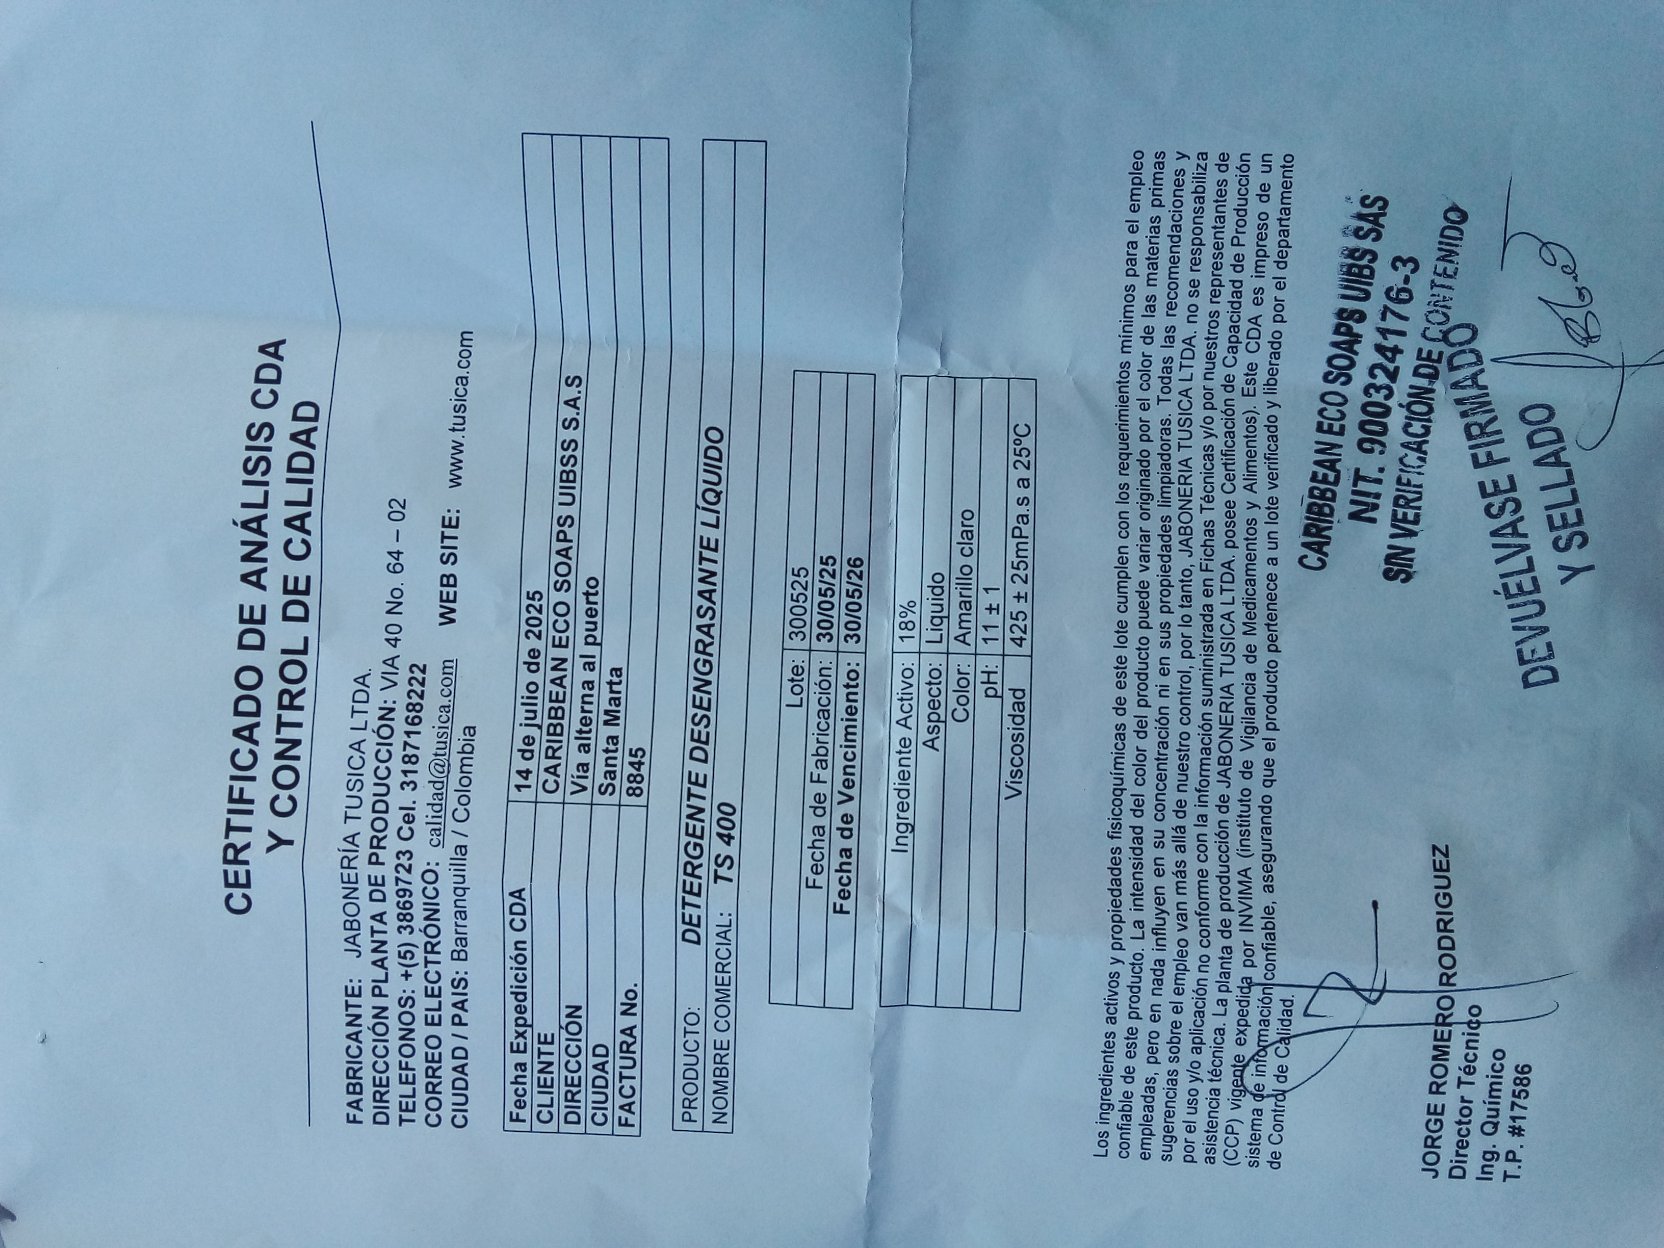 CERTIFICADO DE ANÁLISIS CDA
Y CONTROL DE CALIDAD
FABRICANTE: JABONERÍA TUSICA LTDA.
DIRECCIÓN PLANTA DE PRODUCCIÓN: VIA 40 No. 64 – 02
TELEFONOS: +(5) 3869723 Cel. 3187168222
CORREO ELECTRÓNICO: calidad@tusica.com WEB SITE: www.tusica.com
CIUDAD / PAIS: Barranquilla / Colombia
Fecha Expedición CDA 14 de julio de 2025
CLIENTE CARIBBEAN ECO SOAPS UIBSS S.A.S
DIRECCIÓN Vía alterna al puerto
CIUDAD Santa Marta
FACTURA No. 8845
PRODUCTO: DETERGENTE DESENGRASANTE LÍQUIDO
NOMBRE COMERCIAL: TS 400
Lote: 300525
Fecha de Fabricación: 30/05/25
Fecha de Vencimiento: 30/05/26
Ingrediente Activo: 18%
Aspecto: Liquido
Color: Amarillo claro
pH: 11 ± 1
Viscosidad 425 ± 25mPa.s a 25ºC
Los ingredientes activos y propiedades fisicoquímicas de este lote cumplen con los requerimientos mínimos para el empleo
confiable de este producto. La intensidad del color del producto puede variar originado por el color de las materias primas
empleadas, pero en nada influyen en su concentración ni en sus propiedades limpiadoras. Todas las recomendaciones y
sugerencias sobre el empleo van más allá de nuestro control, por lo tanto, JABONERIA TUSICA LTDA. no se responsabiliza
por el uso y/o aplicación no conforme con la información suministrada en Fichas Técnicas y/o por nuestros representantes de
asistencia técnica. La planta de producción de JABONERIA TUSICA LTDA. posee Certificación de Capacidad de Producción
(CCP) vigente expedida por INVIMA (Instituto de Vigilancia de Medicamentos y Alimentos). Este CDA es impreso de un
sistema de información confiable, asegurando que el producto pertenece a un lote verificado y liberado por el departamento
de Control de Calidad.
CARIBBEAN ECO SOAPS UIBS SAS
NIT. 900324176-3
SIN VERIFICACIÓN DE CONTENIDO
DEVUÉLVASE FIRMADO
Y SELLADO
JORGE ROMERO RODRIGUEZ
Director Técnico
Ing. Químico
T.P. #17586